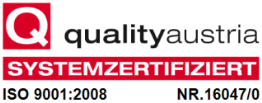 Q qualityaustria
SYSTEMZERTIFIZIERT
ISO 9001:2008 NR.16047/0